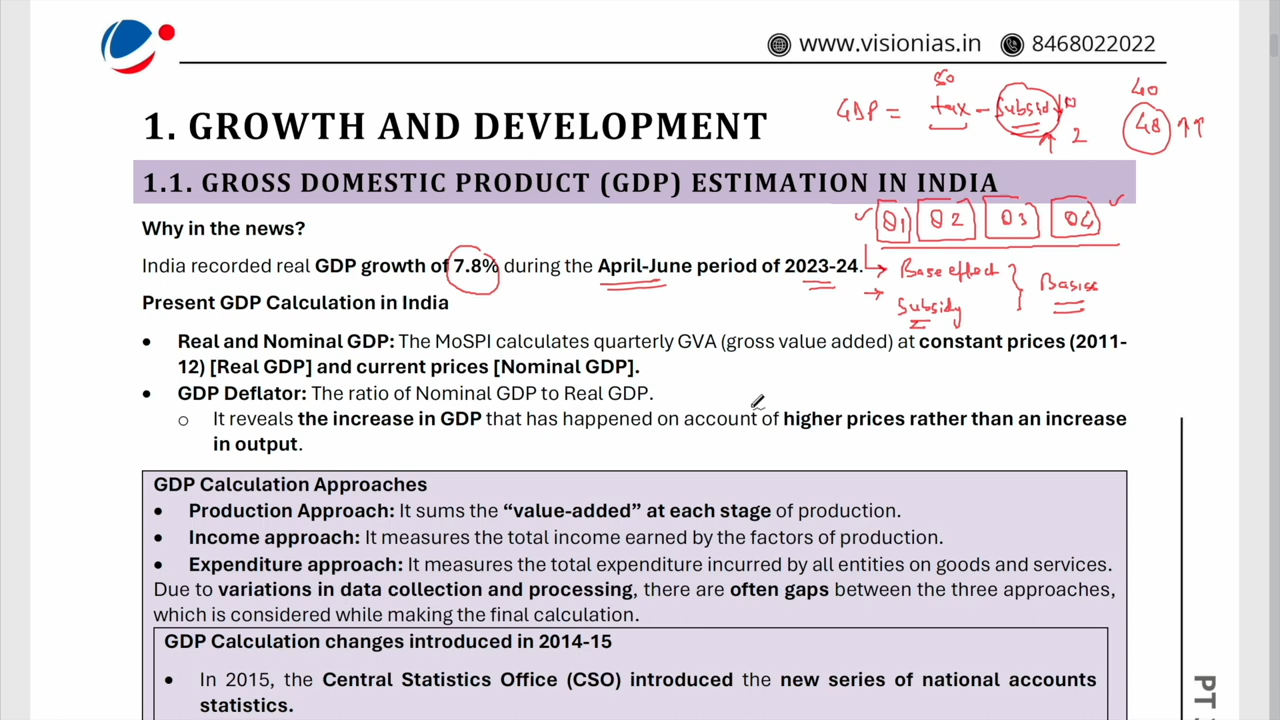 www.visionias.in 8468022022
50
GDP = tax - Subsidy 10
2
40
48 ↑↑
1. GROWTH AND DEVELOPMENT
1.1. GROSS DOMESTIC PRODUCT (GDP) ESTIMATION IN INDIA
Q1 Q2 Q3 Q4
Why in the news?
India recorded real GDP growth of 7.8% during the April-June period of 2023-24.
Base effect
Subsidy
Present GDP Calculation in India
• Real and Nominal GDP: The MoSPI calculates quarterly GVA (gross value added) at constant prices (2011-
12) [Real GDP] and current prices [Nominal GDP].
• GDP Deflator: The ratio of Nominal GDP to Real GDP.
o It reveals the increase in GDP that has happened on account of higher prices rather than an increase
in output.
GDP Calculation Approaches
• Production Approach: It sums the “value-added” at each stage of production.
• Income approach: It measures the total income earned by the factors of production.
• Expenditure approach: It measures the total expenditure incurred by all entities on goods and services.
Due to variations in data collection and processing, there are often gaps between the three approaches,
which is considered while making the final calculation.
GDP Calculation changes introduced in 2014-15
• In 2015, the Central Statistics Office (CSO) introduced the new series of national accounts
statistics.
PT